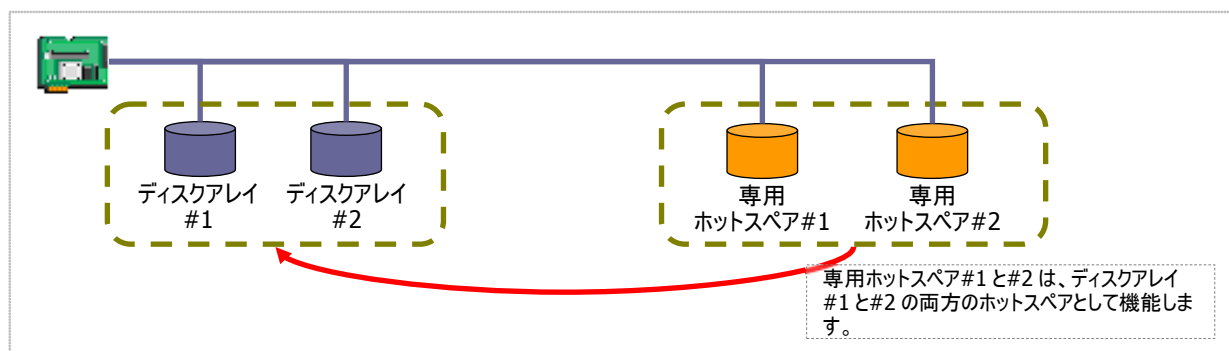 ディスクアレイ
#1
ディスクアレイ
#2
専用
ホットスペア#1
専用
ホットスペア#2
専用ホットスペア#1 と#2 は、ディスクアレイ
#1 と#2 の両方のホットスペアとして機能しま
す。